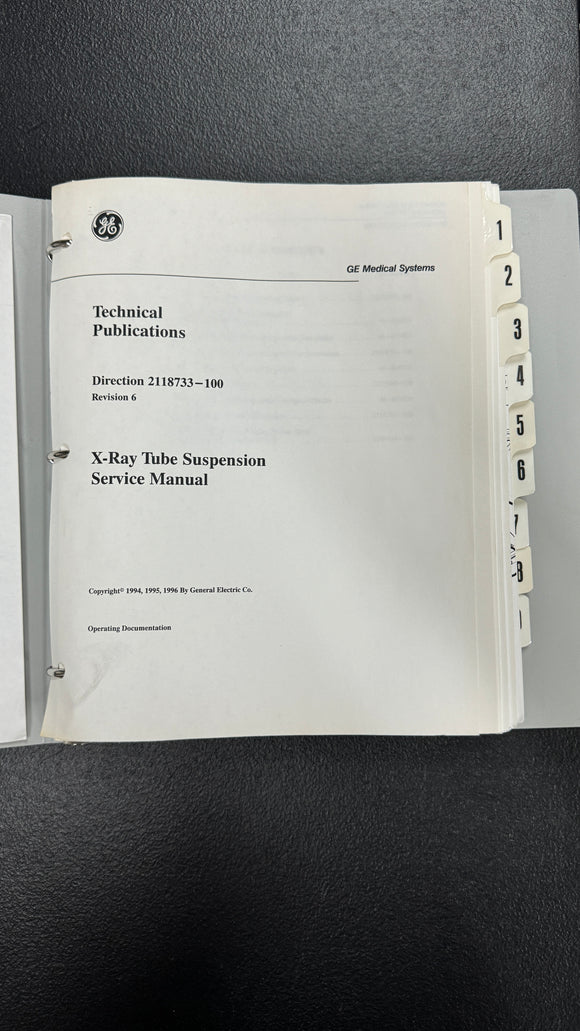 GE
GE Medical Systems
Technical
Publications
Direction 2118733–100
Revision 6
X-Ray Tube Suspension
Service Manual
Copyright© 1994, 1995, 1996 By General Electric Co.
Operating Documentation
1
2
3
4
5
6
7
8